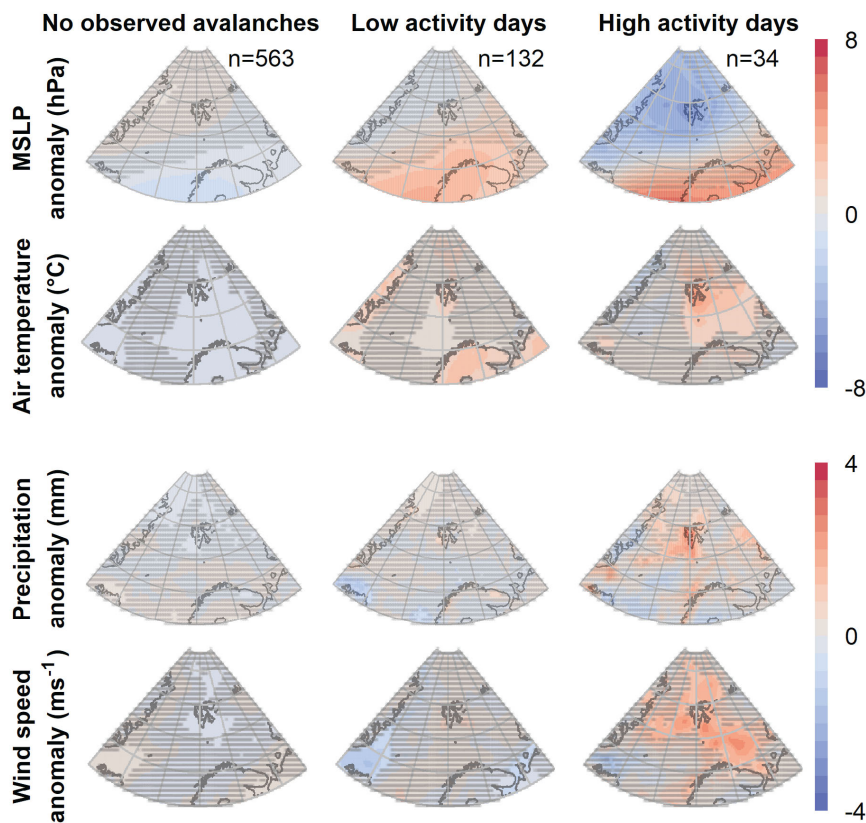 No observed avalanches
Low activity days
High activity days
n=563
n=132
n=34
MSLP
anomaly (hPa)
Air temperature
anomaly (°C)
8
0
-8
Precipitation
anomaly (mm)
Wind speed
anomaly (ms⁻¹)
4
0
-4